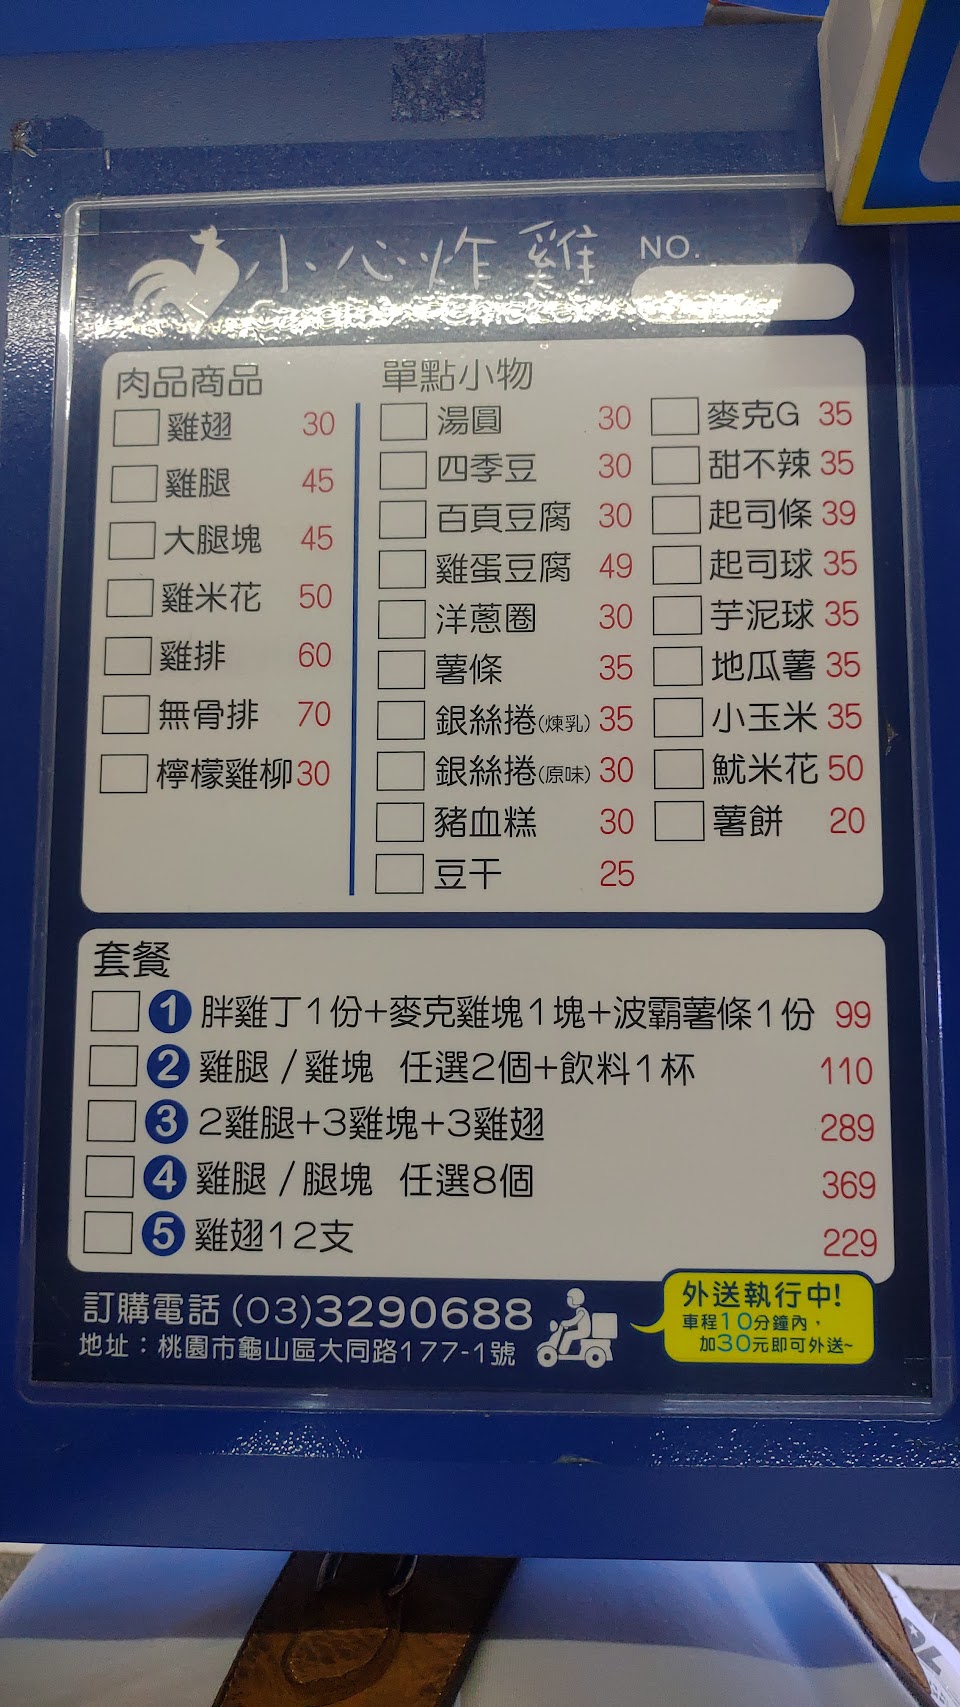 小心炸雞
NO.
肉品商品
雞翅 30
雞腿 45
大腿塊 45
雞米花 50
雞排 60
無骨排 70
檸檬雞柳 30
單點小物
湯圓 30
四季豆 30
百頁豆腐 30
雞蛋豆腐 49
洋蔥圈 30
薯條 35
銀絲捲(煉乳) 35
銀絲捲(原味) 30
豬血糕 30
豆干 25
麥克G 35
甜不辣 35
起司條 39
起司球 35
芋泥球 35
地瓜薯 35
小玉米 35
魷米花 50
薯餅 20
套餐
1 胖雞丁1份+麥克雞塊1塊+波霸薯條1份 99
2 雞腿/雞塊 任選2個+飲料1杯 110
3 2雞腿+3雞塊+3雞翅 289
4 雞腿/腿塊 任選8個 369
5 雞翅12支 229
訂購電話(03)3290688
地址：桃園市龜山區大同路177-1號
外送執行中!
車程10分鐘內，
加30元即可外送~